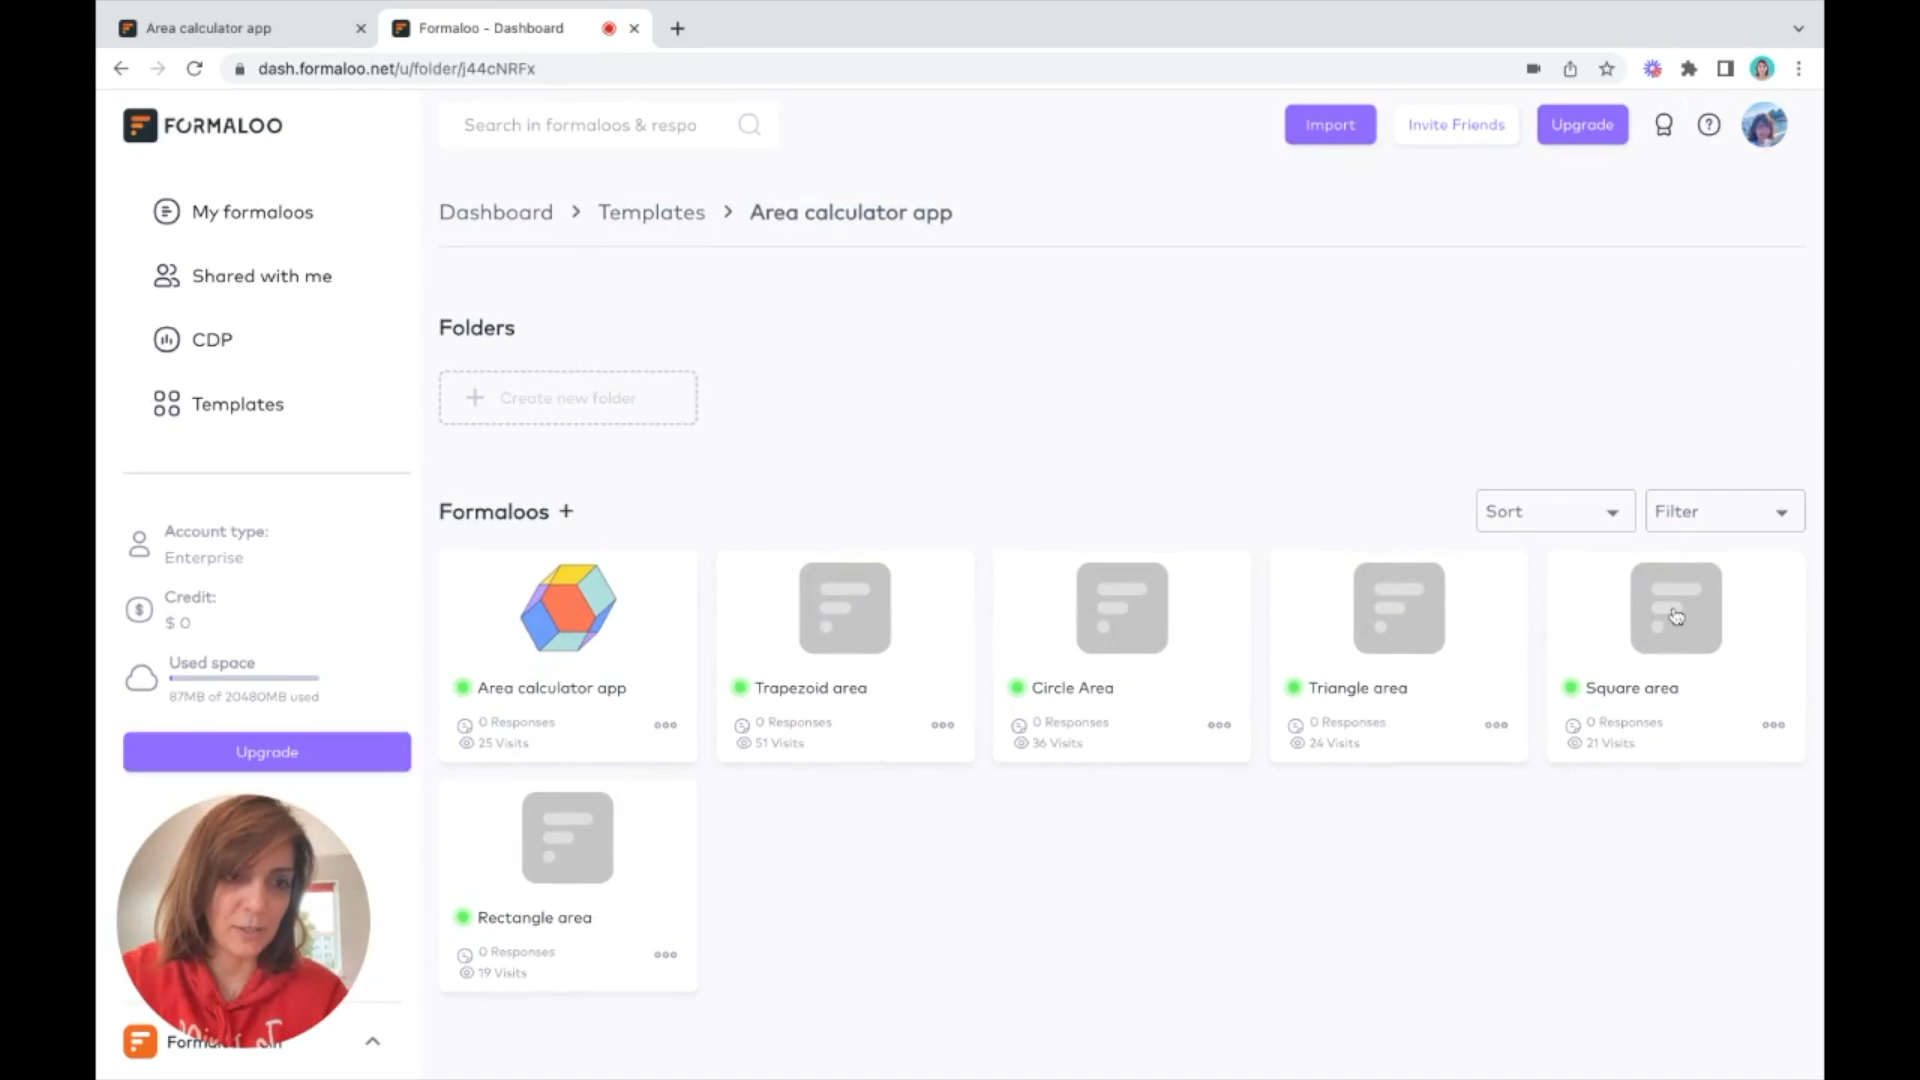 Area calculator app
Formaloo - Dashboard
dash.formaloo.net/u/folder/j44cNRFx
FORMALOO
Search in formaloos & respo
Import
Invite Friends
Upgrade
My formaloos
Shared with me
CDP
Templates
Dashboard > Templates > Area calculator app
Folders
+ Create new folder
Account type:
Enterprise
Credit:
$ 0
Used space
87MB of 20480MB used
Upgrade
Formaloos +
Sort
Filter
Area calculator app
0 Responses
25 Visits
Trapezoid area
0 Responses
51 Visits
Circle Area
0 Responses
36 Visits
Triangle area
0 Responses
24 Visits
Square area
0 Responses
21 Visits
Rectangle area
0 Responses
19 Visits